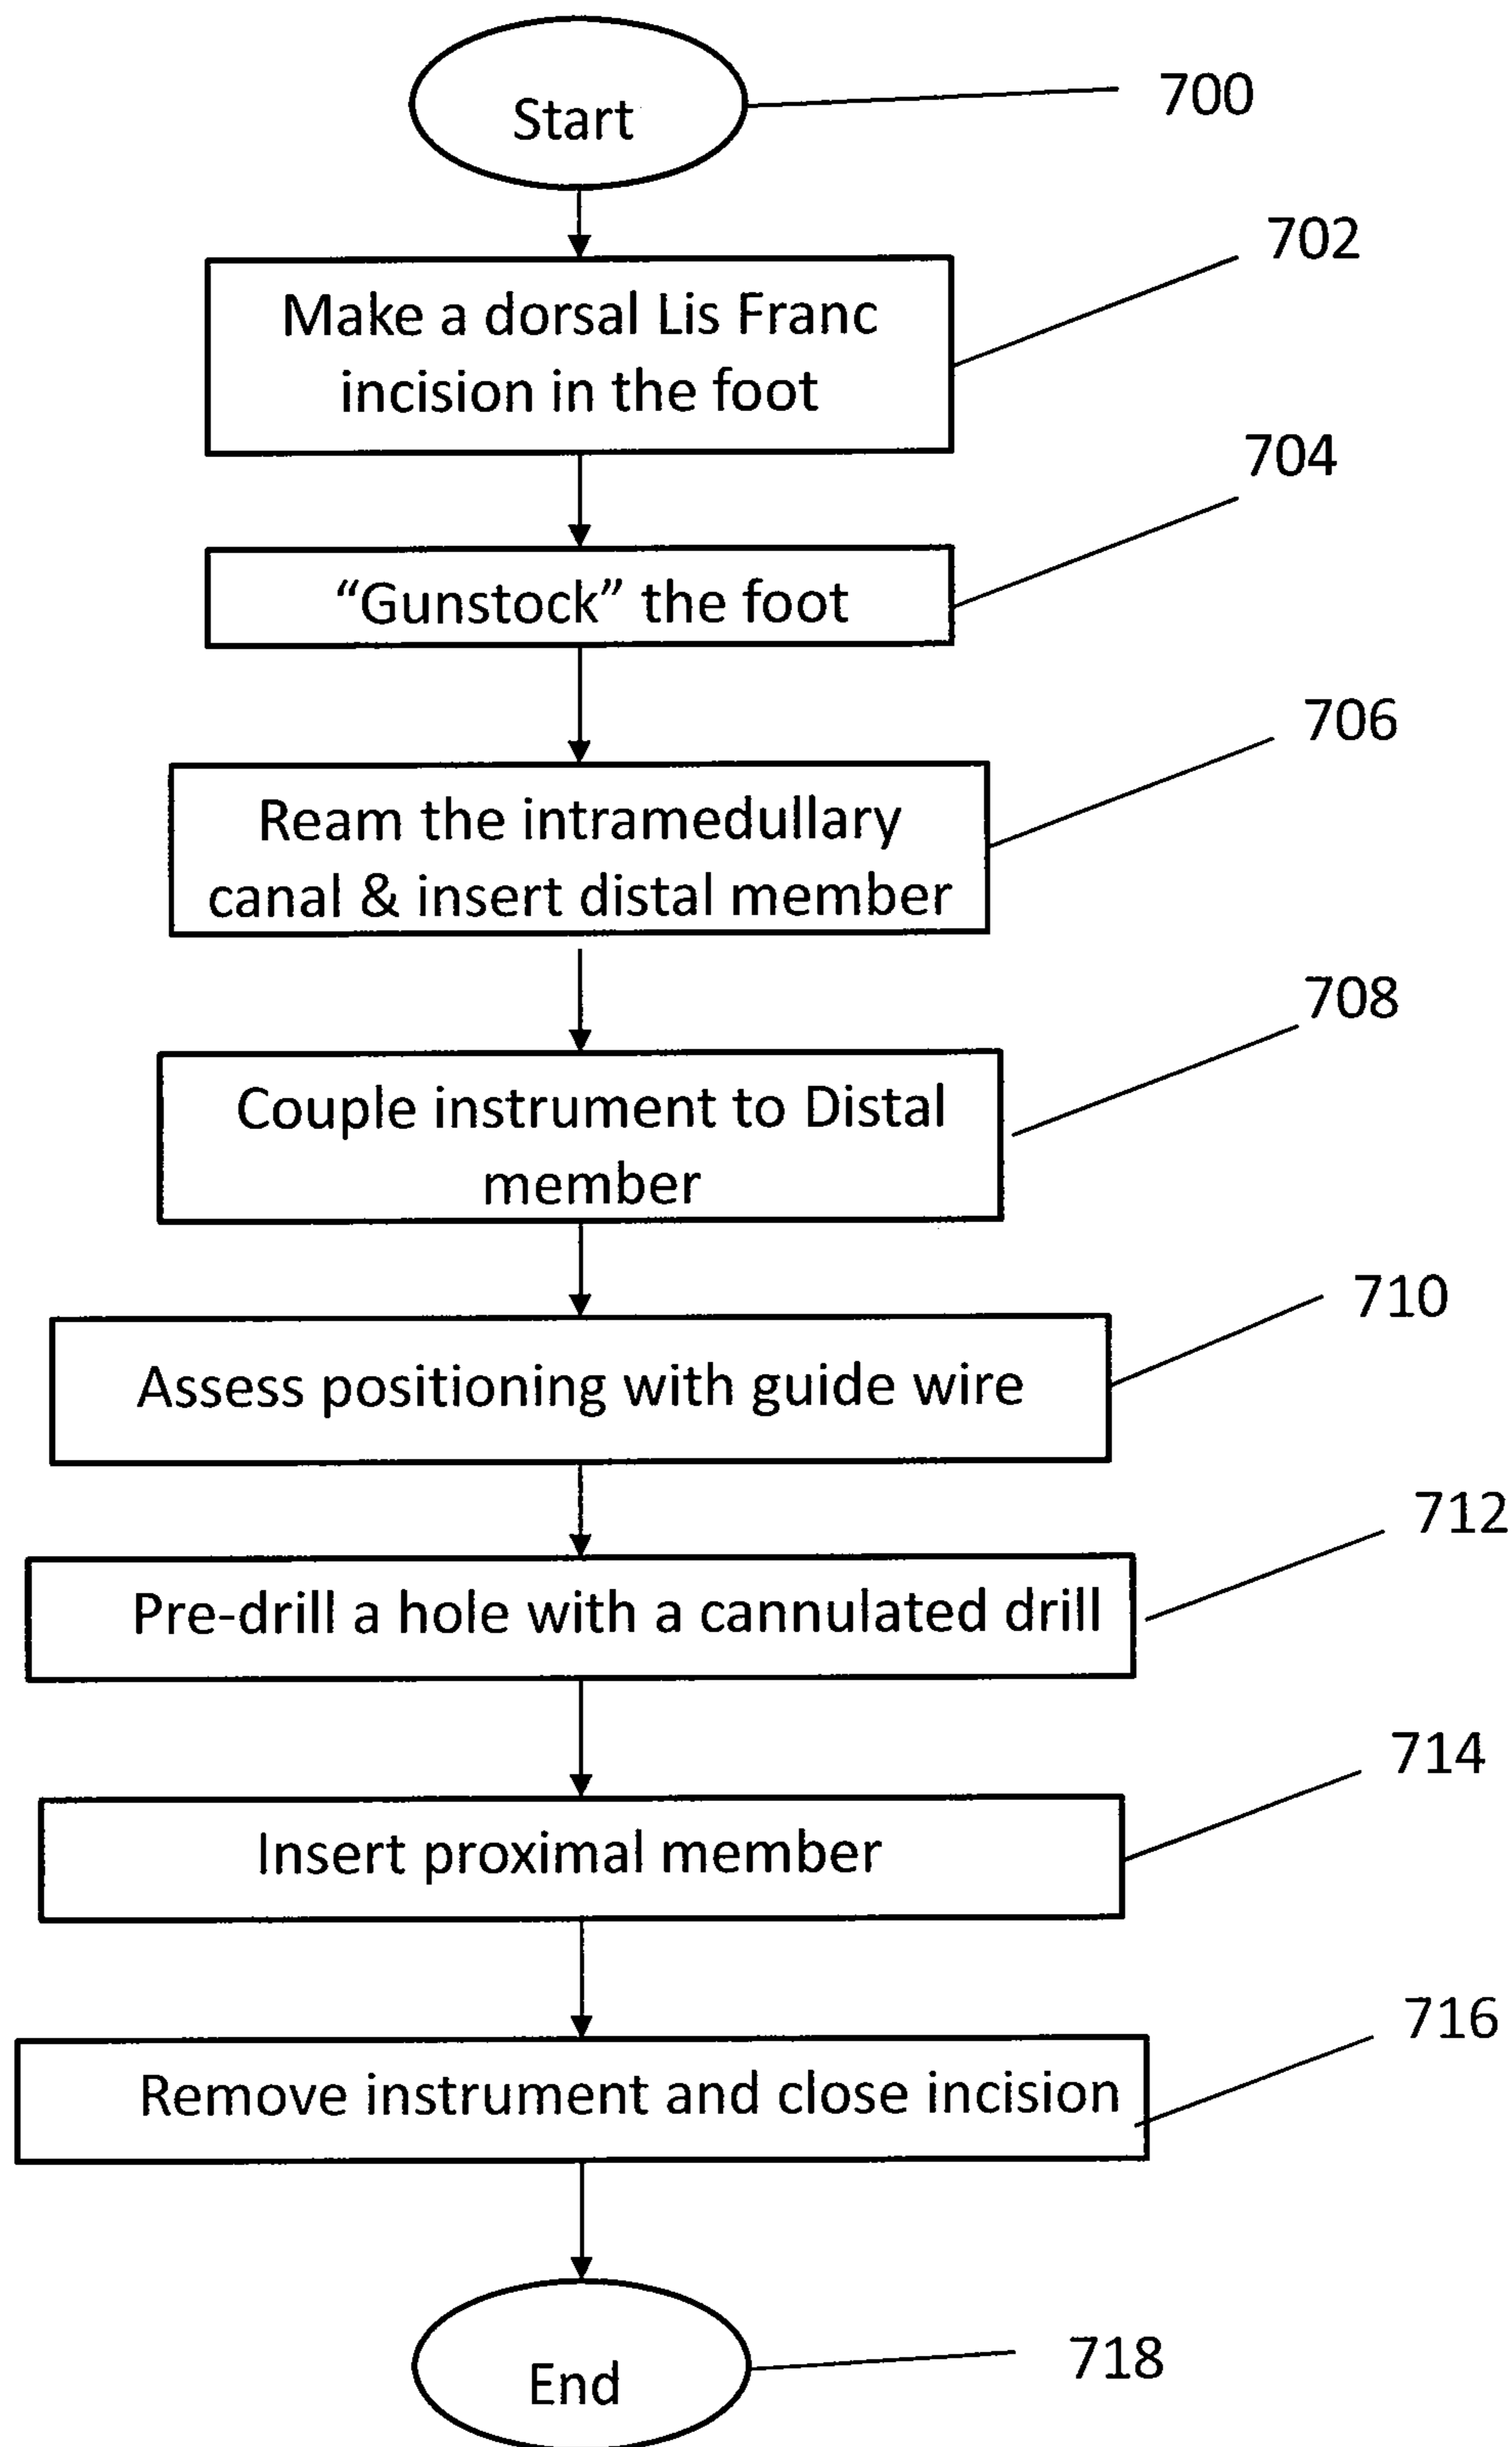 Start
700
702
Make a dorsal Lis Franc
incision in the foot
704
“Gunstock” the foot
706
Ream the intramedullary
canal & insert distal member
708
Couple instrument to Distal
member
710
Assess positioning with guide wire
712
Pre-drill a hole with a cannulated drill
714
Insert proximal member
716
Remove instrument and close incision
End
718